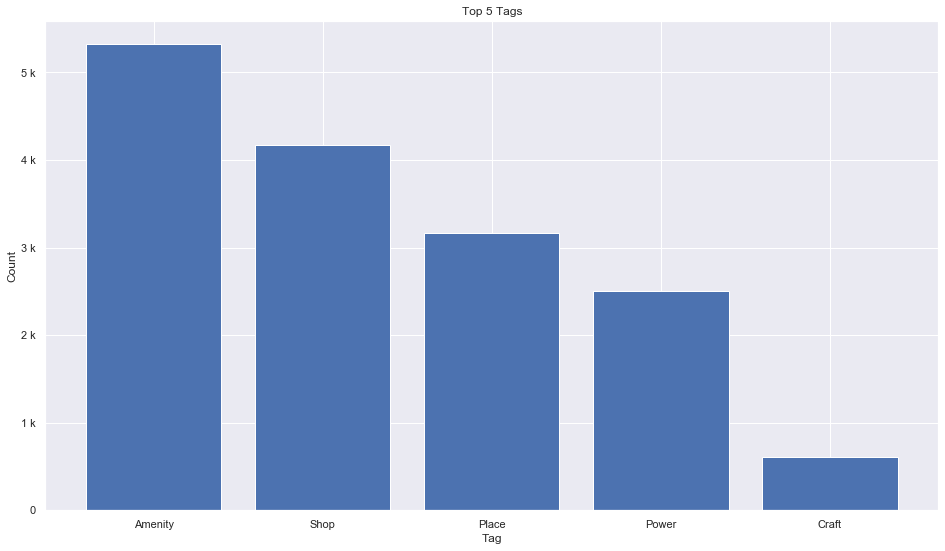 Top 5 Tags
Count
5 k
4 k
3 k
2 k
1 k
0
Amenity
Shop
Place
Power
Craft
Tag